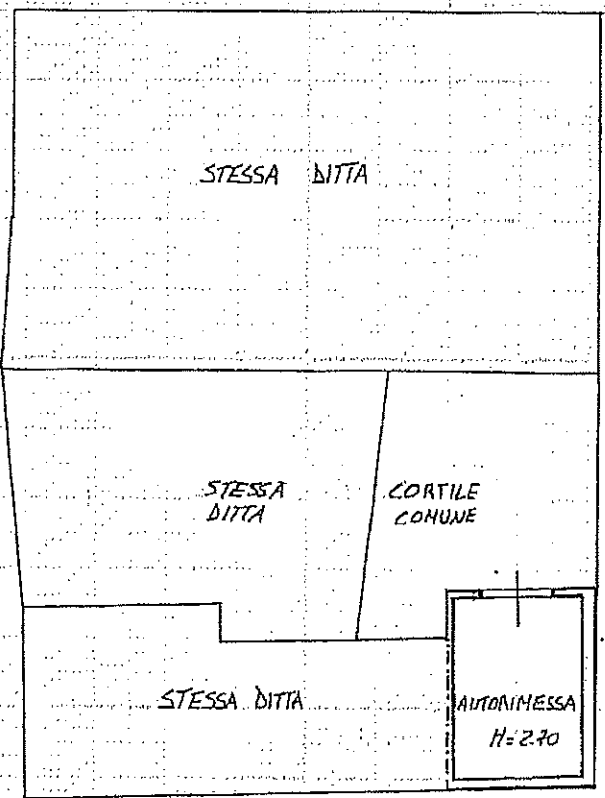 STESSA DITTA
STESSA
DITTA
CORTILE
COMUNE
STESSA DITTA
AUTORIMESSA
H=2.70